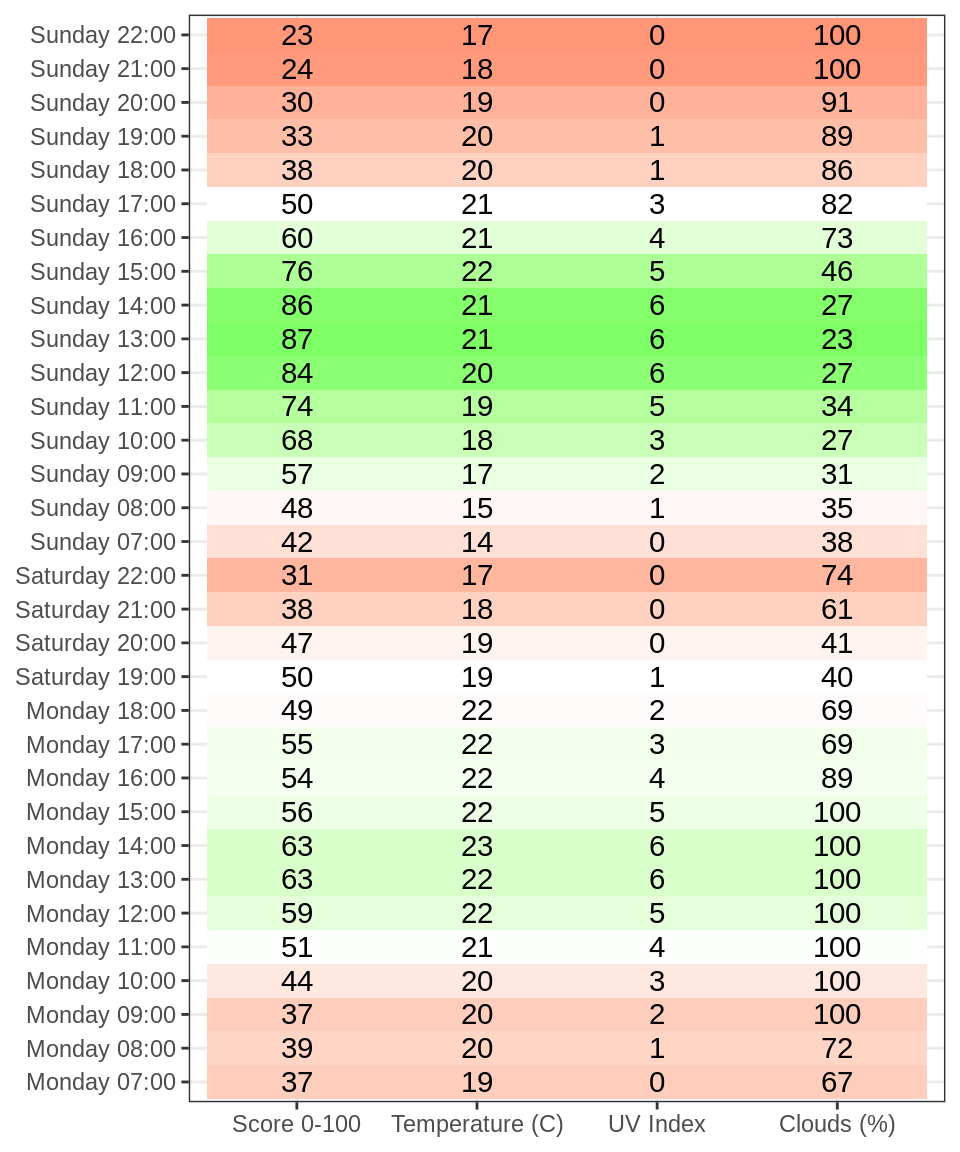 Sunday 22:00 23 17 0 100
Sunday 21:00 24 18 0 100
Sunday 20:00 30 19 0 91
Sunday 19:00 33 20 1 89
Sunday 18:00 38 20 1 86
Sunday 17:00 50 21 3 82
Sunday 16:00 60 21 4 73
Sunday 15:00 76 22 5 46
Sunday 14:00 86 21 6 27
Sunday 13:00 87 21 6 23
Sunday 12:00 84 20 6 27
Sunday 11:00 74 19 5 34
Sunday 10:00 68 18 3 27
Sunday 09:00 57 17 2 31
Sunday 08:00 48 15 1 35
Sunday 07:00 42 14 0 38
Saturday 22:00 31 17 0 74
Saturday 21:00 38 18 0 61
Saturday 20:00 47 19 0 41
Saturday 19:00 50 19 1 40
Monday 18:00 49 22 2 69
Monday 17:00 55 22 3 69
Monday 16:00 54 22 4 89
Monday 15:00 56 22 5 100
Monday 14:00 63 23 6 100
Monday 13:00 63 22 6 100
Monday 12:00 59 22 5 100
Monday 11:00 51 21 4 100
Monday 10:00 44 20 3 100
Monday 09:00 37 20 2 100
Monday 08:00 39 20 1 72
Monday 07:00 37 19 0 67
Score 0-100 Temperature (C) UV Index Clouds (%)